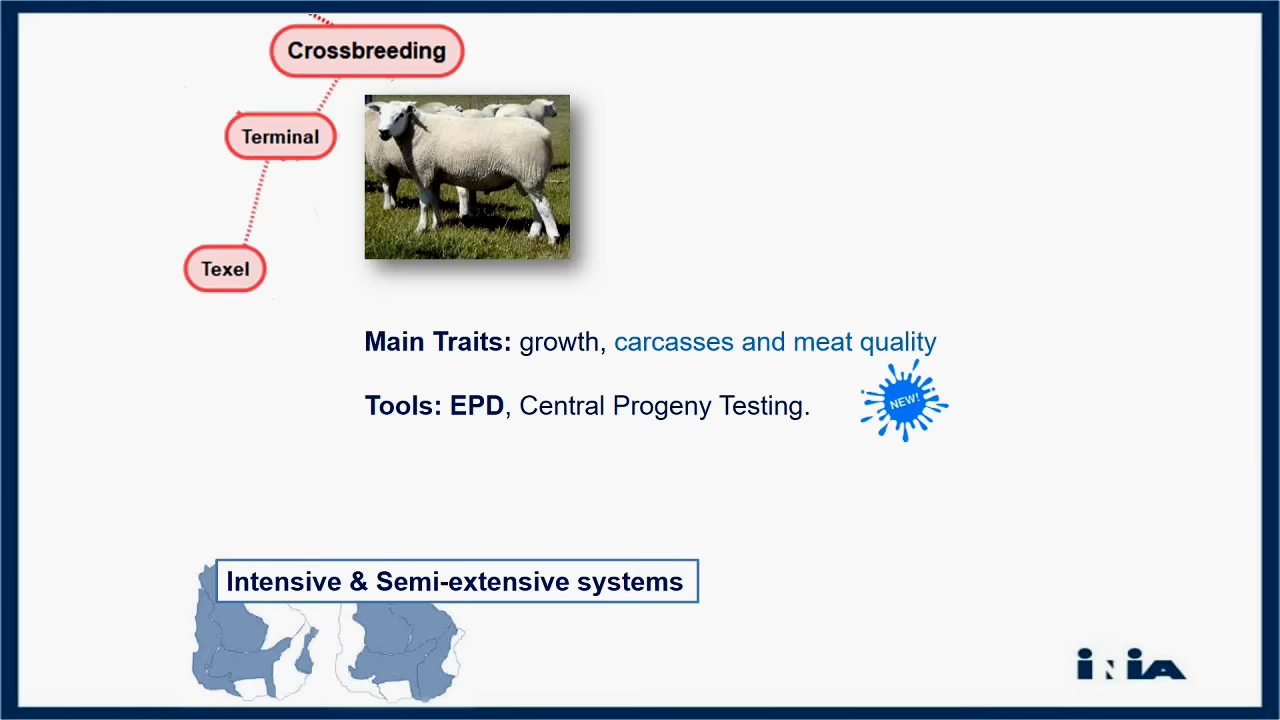 Crossbreeding
Terminal
Texel
Main Traits: growth, carcasses and meat quality
Tools: EPD, Central Progeny Testing.
NEW!
Intensive & Semi-extensive systems
iNiA